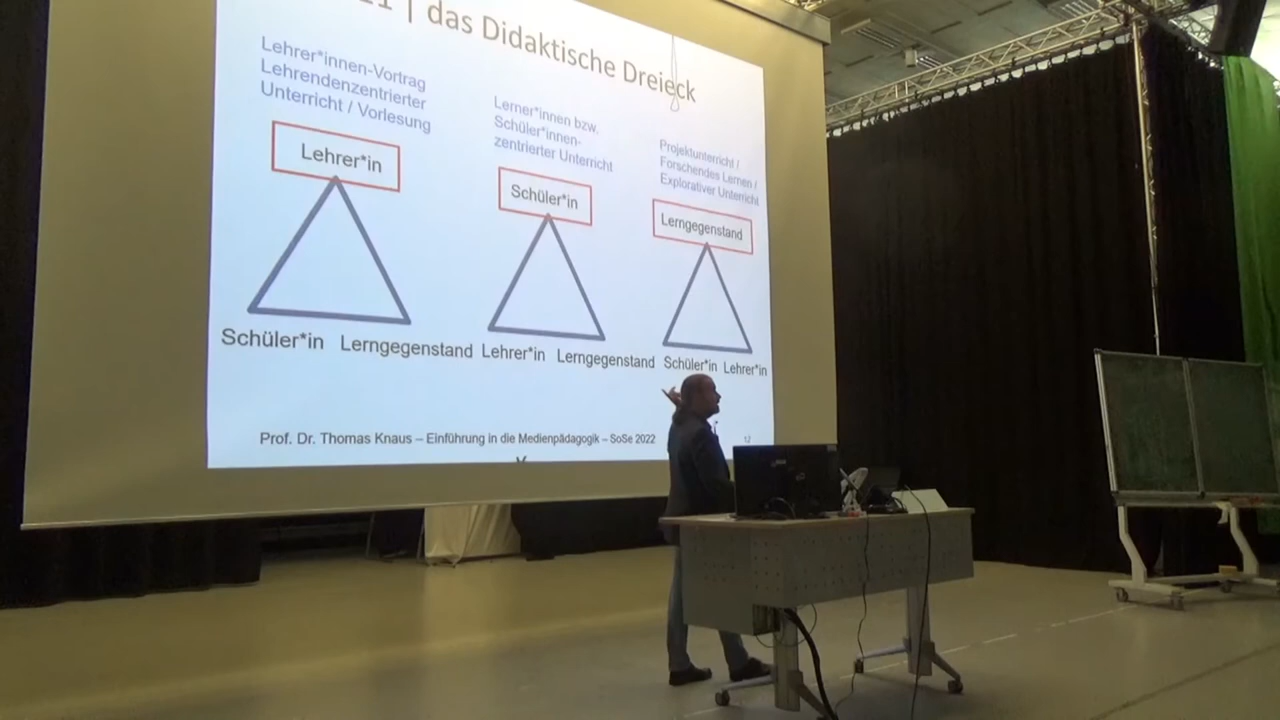 | das Didaktische Dreieck
Lehrer*innen-Vortrag
Lehrendenzentrierter
Unterricht / Vorlesung
Lehrer*in
Schüler*in Lerngegenstand
Lerner*innen bzw.
Schüler*innen-
zentrierter Unterricht
Schüler*in
Lehrer*in Lerngegenstand
Projektunterricht /
Forschendes Lernen /
Explorativer Unterricht
Lerngegenstand
Schüler*in Lehrer*in
Prof. Dr. Thomas Knaus – Einführung in die Medienpädagogik – SoSe 2022
12